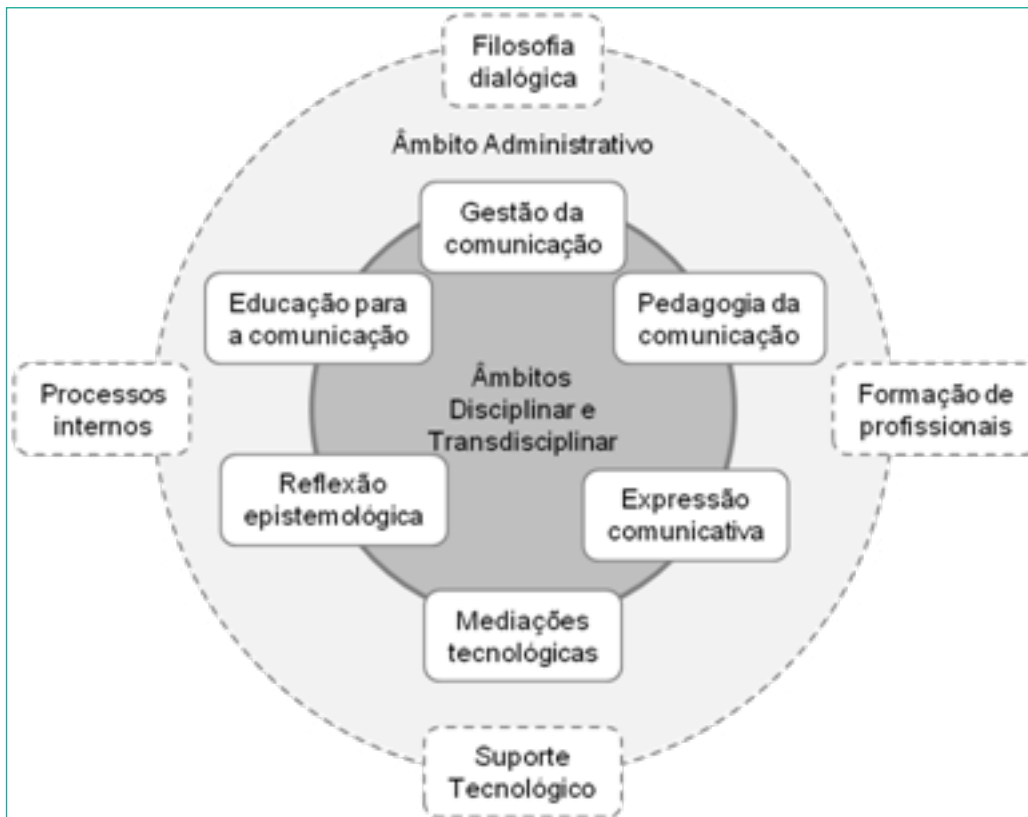 Filosofia
dialógica
Âmbito Administrativo
Gestão da
comunicação
Educação para
a comunicação
Pedagogia da
comunicação
Âmbitos
Disciplinar e
Transdisciplinar
Processos
internos
Formação de
profissionais
Reflexão
epistemológica
Expressão
comunicativa
Mediações
tecnológicas
Suporte
Tecnológico